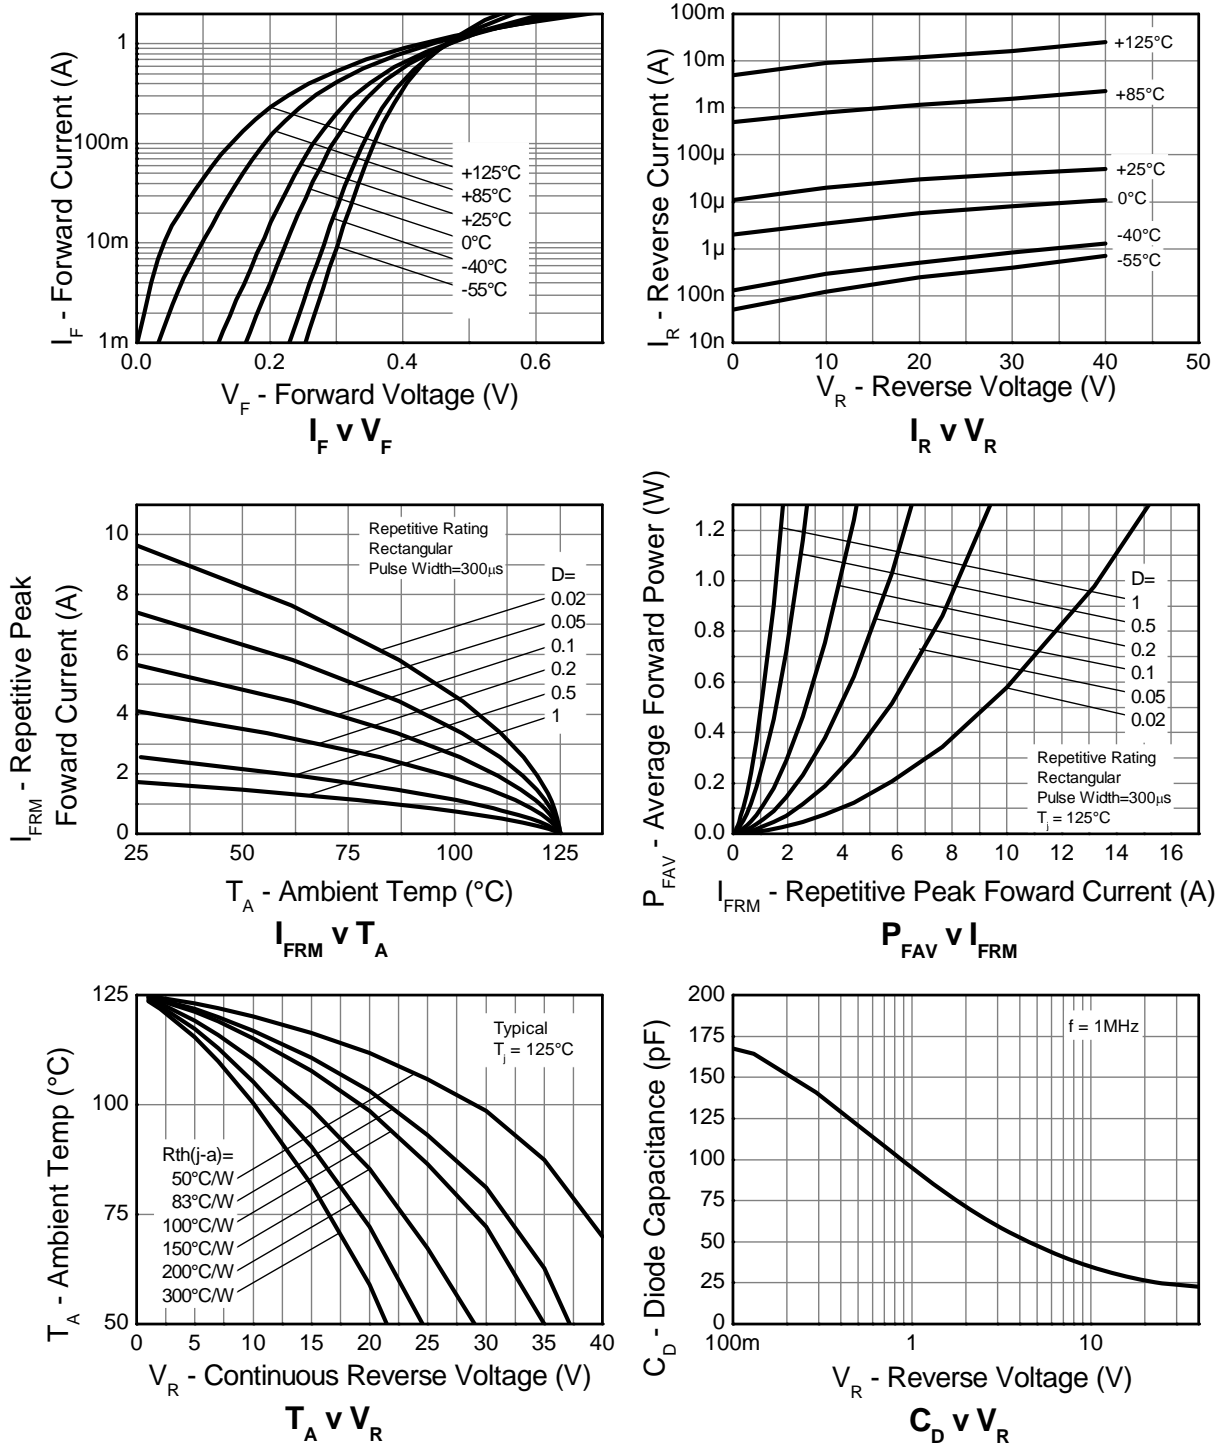 I_F - Forward Current (A)
1
100m
10m
1m
+125°C
+85°C
+25°C
0°C
-40°C
-55°C
0.0 0.2 0.4 0.6
V_F - Forward Voltage (V)
I_F v V_F
I_R - Reverse Current (A)
100m
10m
1m
100µ
10µ
1µ
100n
10n
+125°C
+85°C
+25°C
0°C
-40°C
-55°C
0 10 20 30 40 50
V_R - Reverse Voltage (V)
I_R v V_R
I_FRM - Repetitive Peak
Foward Current (A)
10
8
6
4
2
0
Repetitive Rating
Rectangular
Pulse Width=300µs
D=
0.02
0.05
0.1
0.2
0.5
1
25 50 75 100 125
T_A - Ambient Temp (°C)
I_FRM v T_A
P_FAV - Average Forward Power (W)
1.2
1.0
0.8
0.6
0.4
0.2
0.0
D=
1
0.5
0.2
0.1
0.05
0.02
Repetitive Rating
Rectangular
Pulse Width=300µs
T_j = 125°C
0 2 4 6 8 10 12 14 16
I_FRM - Repetitive Peak Foward Current (A)
P_FAV v I_FRM
T_A - Ambient Temp (°C)
125
100
75
50
Typical
T_j = 125°C
Rth(j-a)=
50°C/W
83°C/W
100°C/W
150°C/W
200°C/W
300°C/W
0 5 10 15 20 25 30 35 40
V_R - Continuous Reverse Voltage (V)
T_A v V_R
C_D - Diode Capacitance (pF)
200
175
150
125
100
75
50
25
0
f = 1MHz
100m 1 10
V_R - Reverse Voltage (V)
C_D v V_R